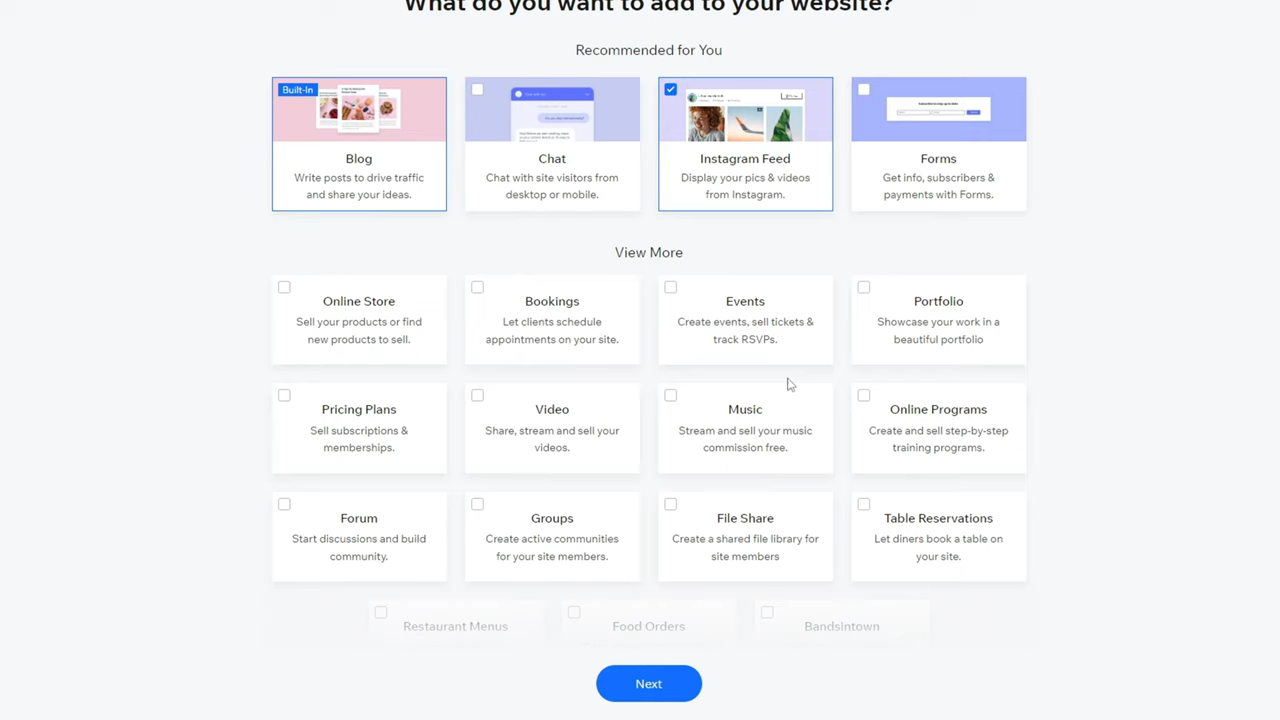 What do you want to add to your website?
Recommended for You
Built-In
Blog
Write posts to drive traffic
and share your ideas.
Chat
Chat with site visitors from
desktop or mobile.
Instagram Feed
Display your pics & videos
from Instagram.
Forms
Get info, subscribers &
payments with Forms.
View More
Online Store
Sell your products or find
new products to sell.
Bookings
Let clients schedule
appointments on your site.
Events
Create events, sell tickets &
track RSVPs.
Portfolio
Showcase your work in a
beautiful portfolio
Pricing Plans
Sell subscriptions &
memberships.
Video
Share, stream and sell your
videos.
Music
Stream and sell your music
commission free.
Online Programs
Create and sell step-by-step
training programs.
Forum
Start discussions and build
community.
Groups
Create active communities
for your site members.
File Share
Create a shared file library for
site members
Table Reservations
Let diners book a table on
your site.
Restaurant Menus
Food Orders
Bandsintown
Next